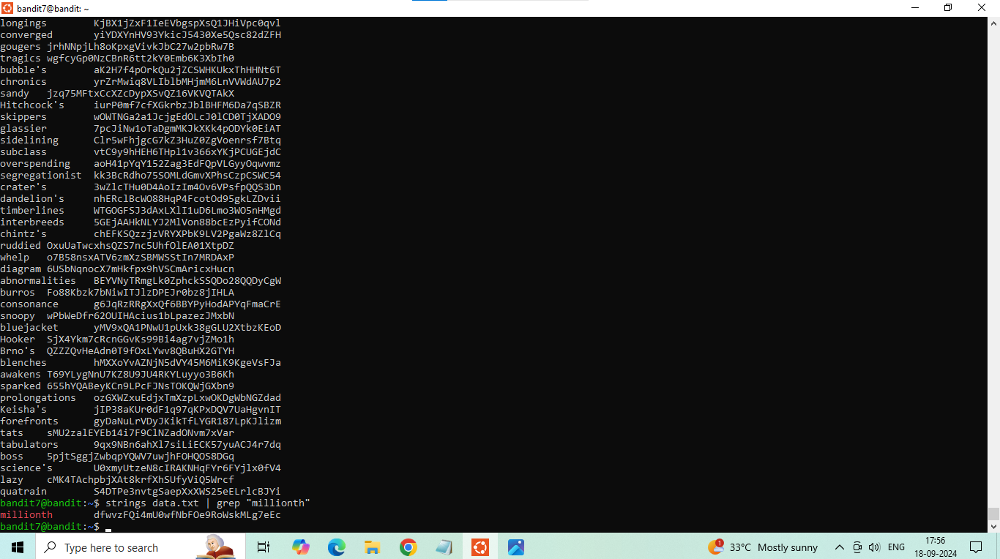 bandit7@bandit: ~
longings KjBX1jZxF1IeEVbgspXsQ1JHiVpc0qvl
converged yiYDXYnHV93YkicJ5430Xe5Qsc82dZFH
gougers jrhNNpjLh8oKpxgVivkJbC27w2pbRw7B
tragics wgfcyGp0NzCBnR6tt2kY0Emb6K3XbIh0
bubble's aK2H7f4pOrkQu2jZCSWHKUkxThHHNt6T
chronics yrZrMwiq8VLIblbMHjmM6LnVVWdAU7p2
sandy jzq75MFtxCcXZcDypXSvQZ16VKVQTAkX
Hitchcock's iurP0mf7cfXGkrbzJblBHFM6Da7qSBZR
skippers wOWTNGa2a1JcjgEdOLcJ0lCD0TjXADO9
glassier 7pcJiNw1oTaDgmMKJkXKk4pODYk0EiAT
sidelining Clr5wFhjgcG7kZ3HuZ0ZgVoenrsf7Btq
subclass vtC9y9hHEH6THpl1v366xYKjPCUGEjdC
overspending aoH41pYqY152Zag3EdFQpVLGyyOqwvmz
segregationist kk3BcRdho75SOMLdGmvXPhsCzpCSWC54
crater's 3wZlcTHu0D4AoIzIm4Ov6VPsfpQQS3Dn
dandelion's nhERclBcWO88HqP4FcotOd95gkLZDvii
timberlines WTGOGFSJ3dAxLXlI1uD6Lmo3WO5nHMgd
interbreeds 5GEjAAHkNLYJ2MlVon88bcEzPyifCONd
chintz's chEFKSQzzjzVRYXPbK9LV2PgaWz8ZlCq
ruddied OxuUaTwcxhsQZS7nc5UhfOlEA01XtpDZ
whelp o7B58nsxATV6zmXzSBMWSStIn7MRDAxP
diagram 6USbNqnocX7mHkfpx9hVSCmAricxHucn
abnormalities BEYVNyTRmgLk0ZphckSSQDo28QQDyCgW
burros Fo88Kbzk7bNiwITJlzDPEJr0bz8jIHLA
consonance g6JqRzRRgXxQf6BBYPyHodAPYqFmaCrE
snoopy wPbWeDfr62OUIHAcius1bLpazezJMxbN
bluejacket yMV9xQA1PNwU1pUxk38gGLU2XtbzKEoD
Hooker SjX4Ykm7cRcnGGvKs99Bi4ag7vjZMo1h
Brno's QZZZQvHeAdn0T9fOxLYwv8QBuHX2GTYH
blenches hMXXoYvAZNjN5dVY45M6MiK9KgeVsFJa
awakens T69YLygNnU7KZ8U9JU4RKYLuyyo3B6Kh
sparked 655hYQABeyKCn9LPcFJNsTOKQWjGXbn9
prolongations ozGXWZxuEdjxTmXzpLxwOKDgWbNGZdad
Keisha's jIP38aKUr0dF1q97qKPxDQV7UaHgvnIT
forefronts gyDaNuLrVDyJKikTfLYGR187LpKJlizm
tats sMU2zalEYEb14i7F9ClNZadONvm7xVar
tabulators 9qx9NBn6ahXl7siLiECK57yuACJ4r7dq
boss 5pjtSggjZwbqpYQWV7uwjhFOHQOS8DGq
science's U0xmyUtzeN8cIRAKNHqFYr6FYjlx0fV4
lazy cMK4TAchpbjXAt8krfXhSUfyViQ5Wrcf
quatrain S4DTPe3nvtgSaepXxXWS25eELrlcBJYi
bandit7@bandit:~$ strings data.txt | grep "millionth"
millionth dfwvzFQi4mU0wfNbFOe9RoWskMLg7eEc
bandit7@bandit:~$
Type here to search
1
33°C Mostly sunny
ENG
17:56
18-09-2024